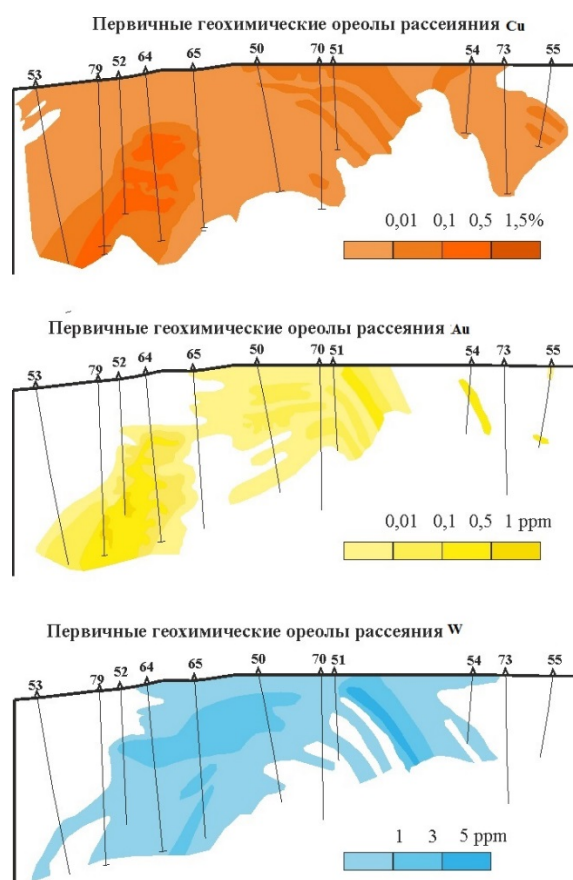 Первичные геохимические ореолы рассеияния Cu
53 79 52 64 65 50 70 51 54 73 55
0,01 0,1 0,5 1,5%
Первичные геохимические ореолы рассеяния Au
53 79 52 64 65 50 70 51 54 73 55
0,01 0,1 0,5 1 ppm
Первичные геохимические ореолы рассеяния W
53 79 52 64 65 50 70 51 54 73 55
1 3 5 ppm